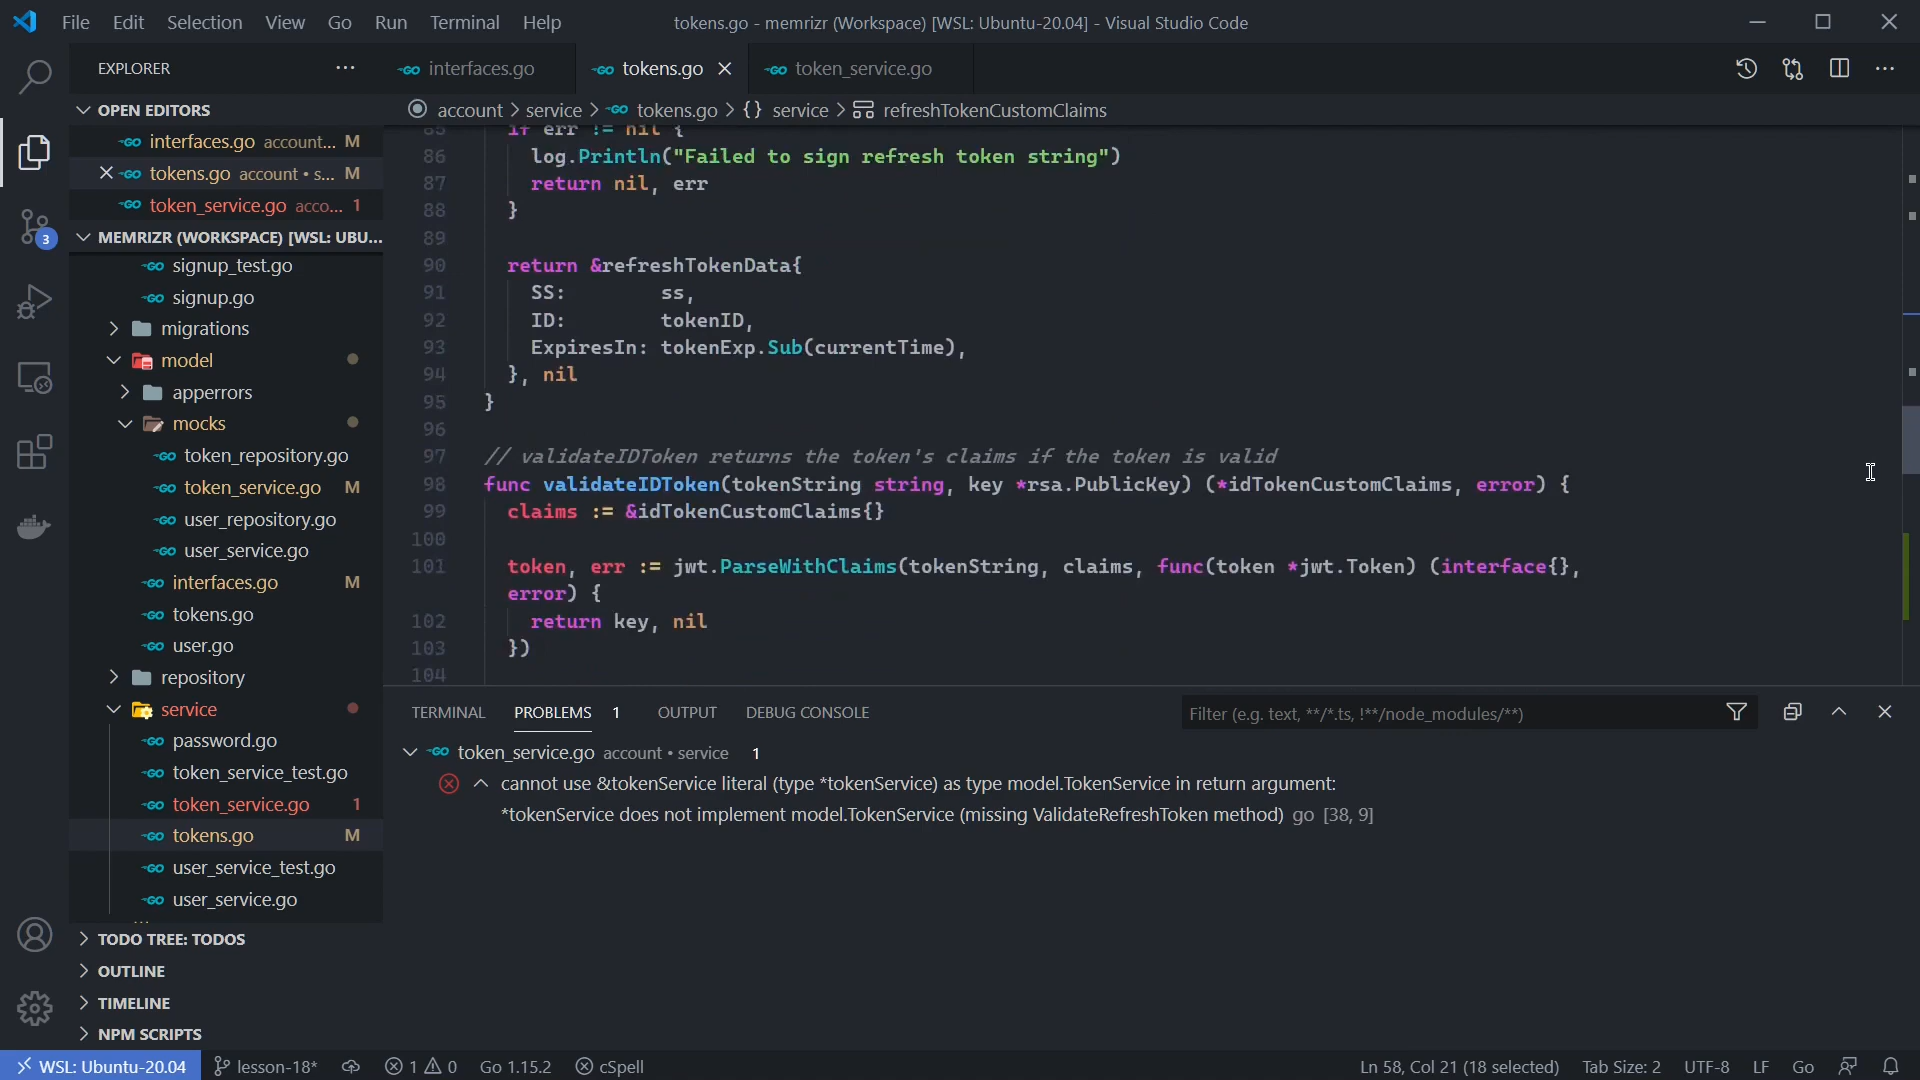 File Edit Selection View Go Run Terminal Help
tokens.go - memrizr (Workspace) [WSL: Ubuntu-20.04] - Visual Studio Code
EXPLORER
interfaces.go
tokens.go
token_service.go
account > service > tokens.go > {} service > refreshTokenCustomClaims
OPEN EDITORS
interfaces.go account... M
tokens.go account • s... M
token_service.go acco... 1
3
MEMRIZR (WORKSPACE) [WSL: UBU...
signup_test.go
signup.go
migrations
model
apperrors
mocks
token_repository.go
token_service.go M
user_repository.go
user_service.go
interfaces.go M
tokens.go
user.go
repository
service
password.go
token_service_test.go
token_service.go 1
tokens.go M
user_service_test.go
user_service.go
TODO TREE: TODOS
OUTLINE
TIMELINE
NPM SCRIPTS
85 if err != nil {
86 log.Println("Failed to sign refresh token string")
87 return nil, err
88 }
89
90 return &refreshTokenData{
91 SS: ss,
92 ID: tokenID,
93 ExpiresIn: tokenExp.Sub(currentTime),
94 }, nil
95 }
96
97 // validateIDToken returns the token's claims if the token is valid
98 func validateIDToken(tokenString string, key *rsa.PublicKey) (*idTokenCustomClaims, error) {
99 claims := &idTokenCustomClaims{}
100
101 token, err := jwt.ParseWithClaims(tokenString, claims, func(token *jwt.Token) (interface{},
error) {
102 return key, nil
103 })
104
TERMINAL PROBLEMS 1 OUTPUT DEBUG CONSOLE
Filter (e.g. text, **/*.ts, !**/node_modules/**)
token_service.go account • service 1
cannot use &tokenService literal (type *tokenService) as type model.TokenService in return argument:
*tokenService does not implement model.TokenService (missing ValidateRefreshToken method) go [38, 9]
WSL: Ubuntu-20.04 lesson-18* 1 0 Go 1.15.2 cSpell
Ln 58, Col 21 (18 selected) Tab Size: 2 UTF-8 LF Go